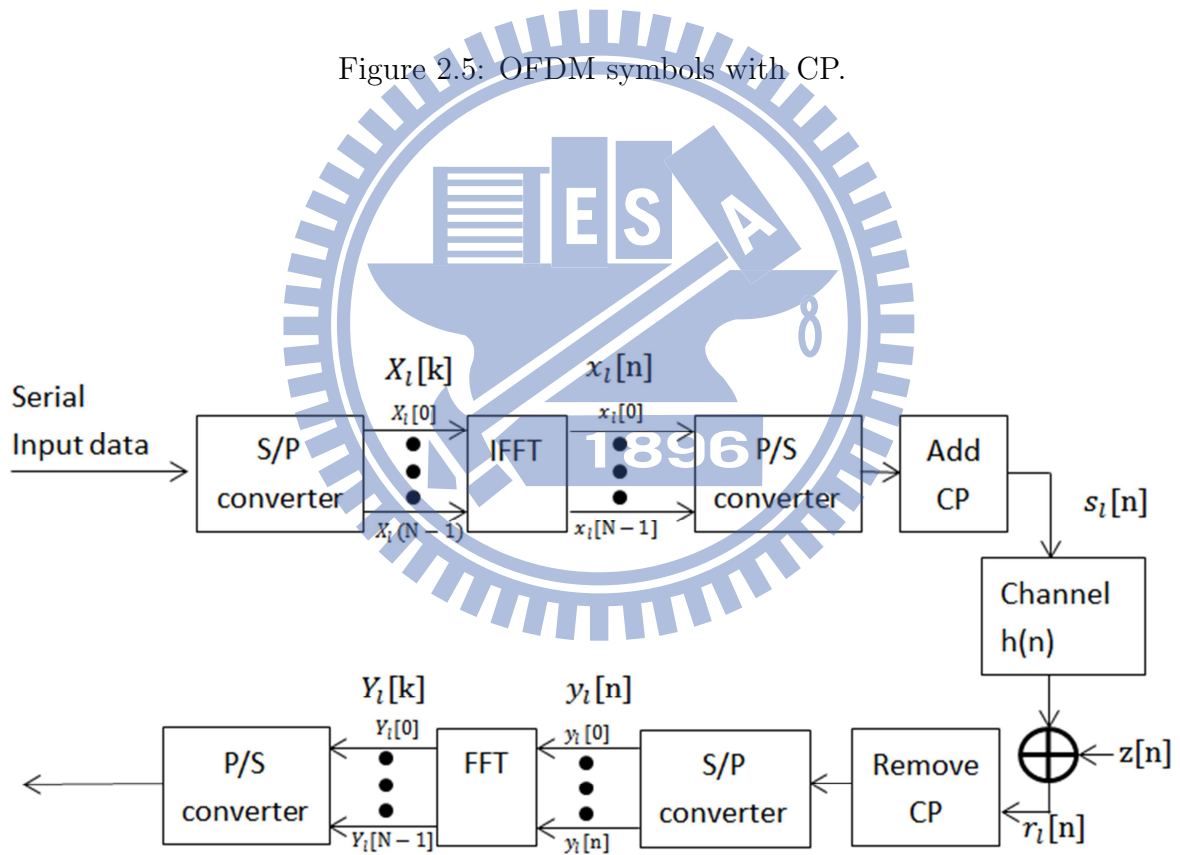 Figure 2.5: OFDM symbols with CP.
E S A
8
1896
X_l[k]
x_l[n]
Serial
Input data
X_l[0]
x_l[0]
S/P
converter
IFFT
P/S
converter
Add
CP
X_l(N − 1)
x_l[N − 1]
s_l[n]
Channel
h(n)
Y_l[k]
y_l[n]
Y_l[0]
y_l[0]
P/S
converter
FFT
S/P
converter
Remove
CP
z[n]
Y_l[N − 1]
y_l[n]
r_l[n]